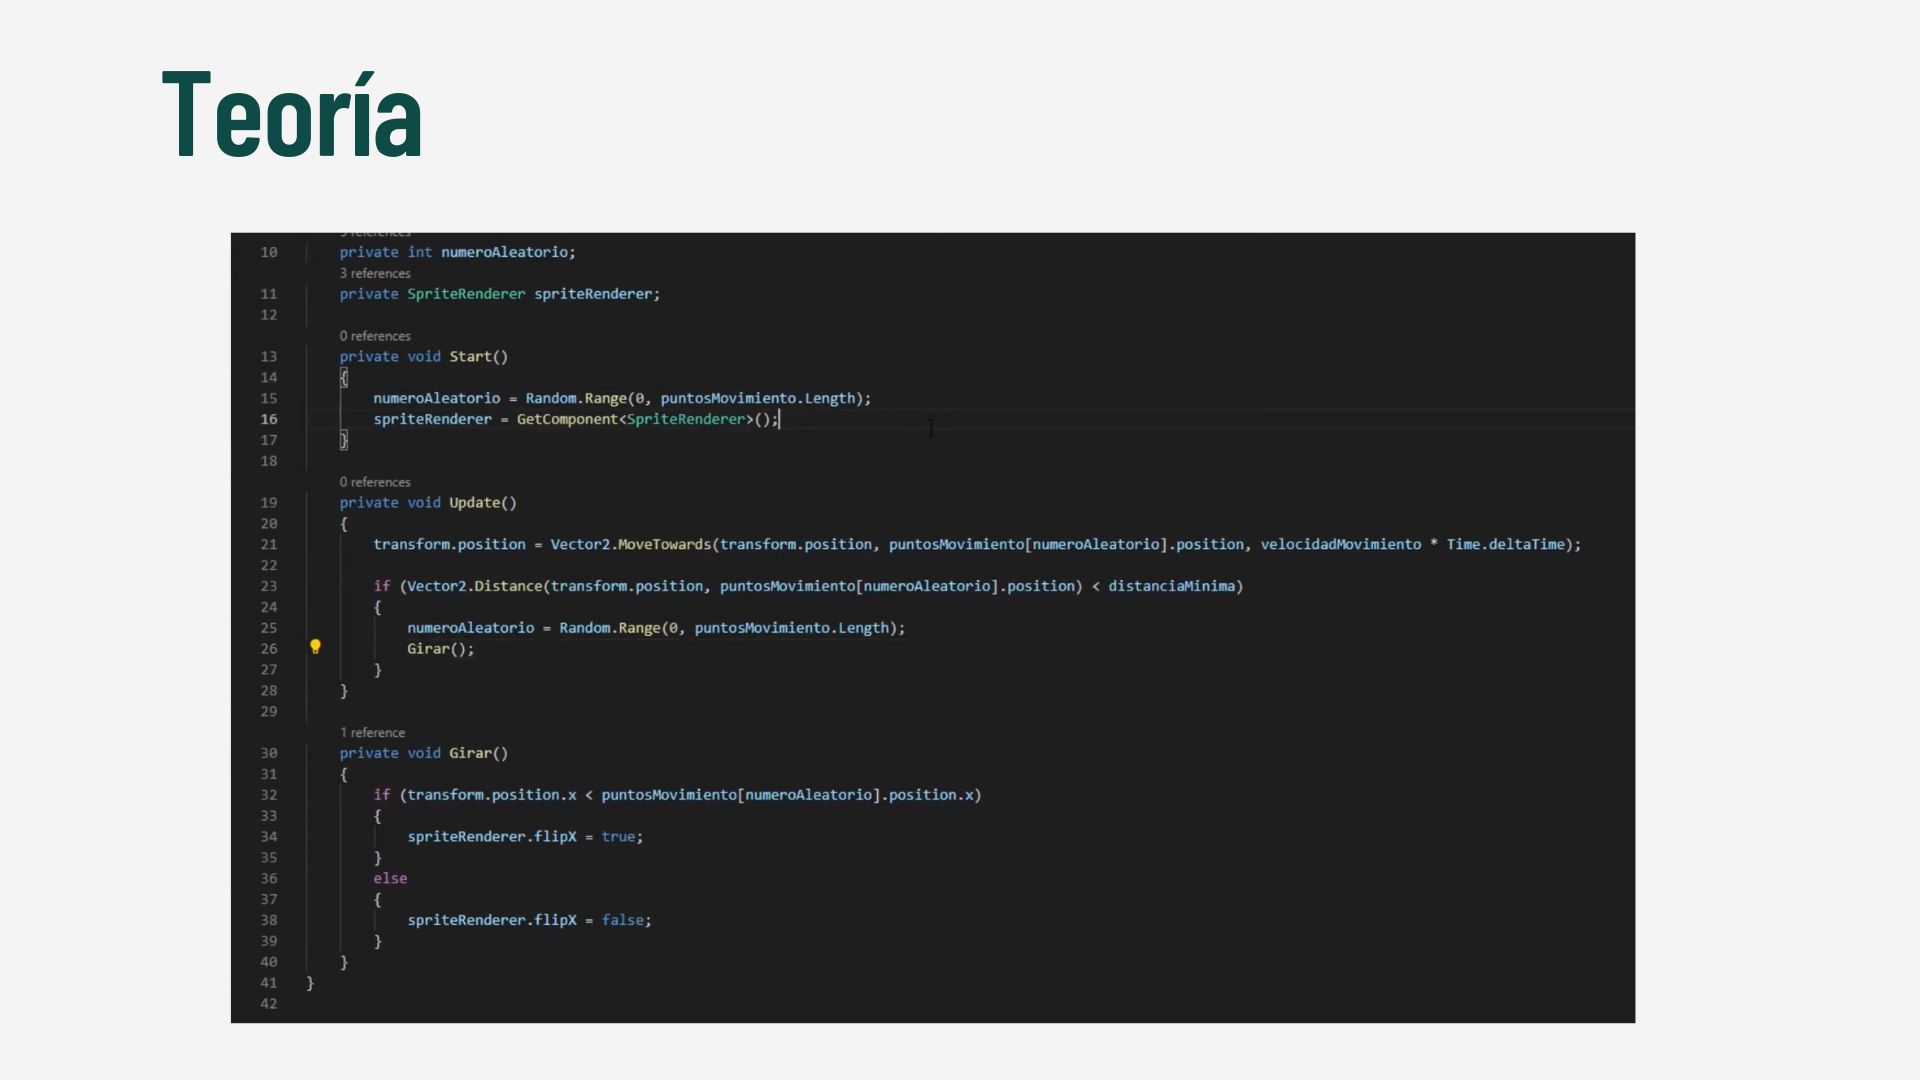 Teoría
10 private int numeroAleatorio;
3 references
11 private SpriteRenderer spriteRenderer;
12
0 references
13 private void Start()
14 {
15 numeroAleatorio = Random.Range(0, puntosMovimiento.Length);
16 spriteRenderer = GetComponent<SpriteRenderer>();
17 }
18
0 references
19 private void Update()
20 {
21 transform.position = Vector2.MoveTowards(transform.position, puntosMovimiento[numeroAleatorio].position, velocidadMovimiento * Time.deltaTime);
22
23 if (Vector2.Distance(transform.position, puntosMovimiento[numeroAleatorio].position) < distanciaMinima)
24 {
25 numeroAleatorio = Random.Range(0, puntosMovimiento.Length);
26 Girar();
27 }
28 }
29
1 reference
30 private void Girar()
31 {
32 if (transform.position.x < puntosMovimiento[numeroAleatorio].position.x)
33 {
34 spriteRenderer.flipX = true;
35 }
36 else
37 {
38 spriteRenderer.flipX = false;
39 }
40 }
41 }
42